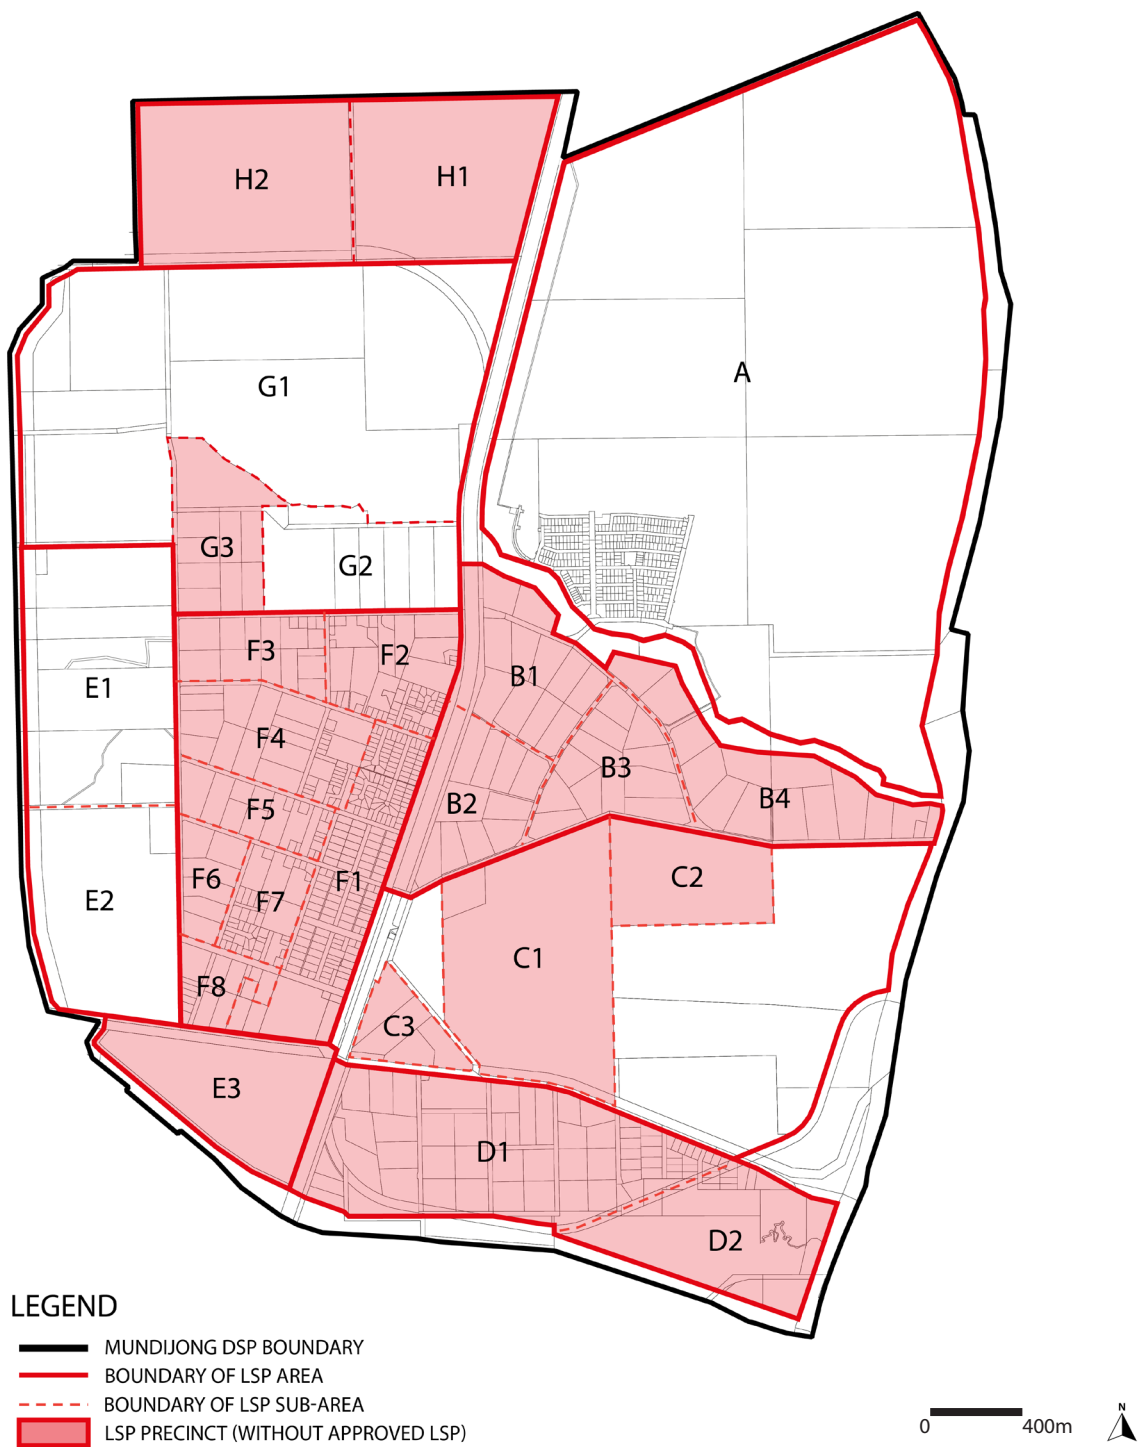 H2
H1
A
G1
G3
G2
F3
F2
B1
E1
F4
B3
B4
B2
F5
C2
F6
F1
F7
E2
C1
F8
C3
E3
D1
D2
LEGEND
MUNDIJONG DSP BOUNDARY
BOUNDARY OF LSP AREA
BOUNDARY OF LSP SUB-AREA
LSP PRECINCT (WITHOUT APPROVED LSP)
0 400m
N